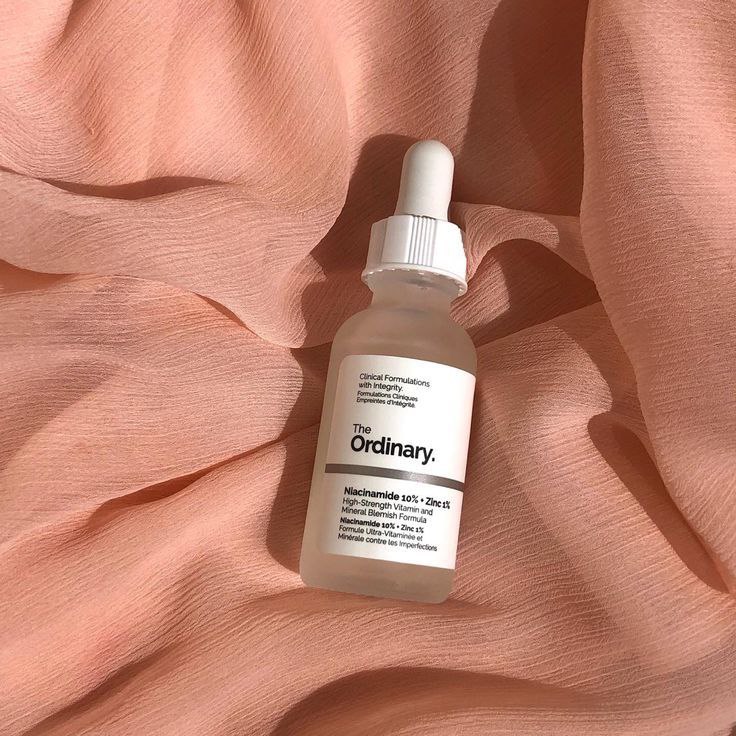 Clinical Formulations
with Integrity.
Formulations Cliniques
Empreintes d'Intégrité.
The
Ordinary.
Niacinamide 10% + Zinc 1%
High-Strength Vitamin and
Mineral Blemish Formula
Niacinamide 10% + Zinc 1%
Formule Ultra-Vitaminée et
Minérale contre les Imperfections